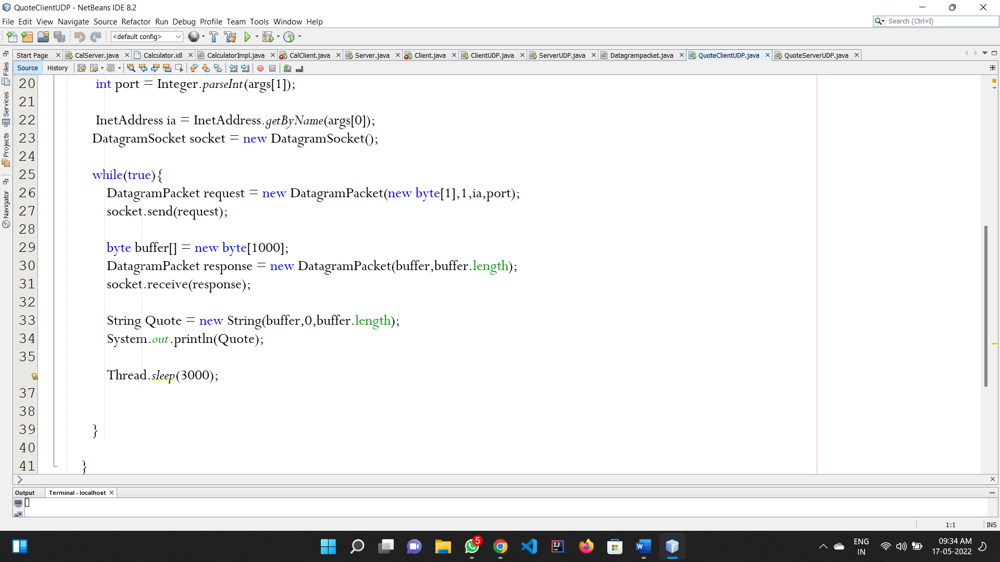 QuoteClientUDP - NetBeans IDE 8.2
File Edit View Navigate Source Refactor Run Debug Profile Team Tools Window Help
Search (Ctrl+I)
<default config>
Start Page CalServer.java Calculator.idl CalculatorImpl.java CalClient.java Server.java Client.java ClientUDP.java ServerUDP.java Datagrampacket.java QuoteClientUDP.java QuoteServerUDP.java
Source History
Files
Services
Projects
Navigator
20 int port = Integer.parseInt(args[1]);
21
22 InetAddress ia = InetAddress.getByName(args[0]);
23 DatagramSocket socket = new DatagramSocket();
24
25 while(true){
26 DatagramPacket request = new DatagramPacket(new byte[1],1,ia,port);
27 socket.send(request);
28
29 byte buffer[] = new byte[1000];
30 DatagramPacket response = new DatagramPacket(buffer,buffer.length);
31 socket.receive(response);
32
33 String Quote = new String(buffer,0,buffer.length);
34 System.out.println(Quote);
35
Thread.sleep(3000);
37
38
39 }
40
41 }
Output Terminal - localhost
1:1 INS
5
ENG
IN
09:34 AM
17-05-2022